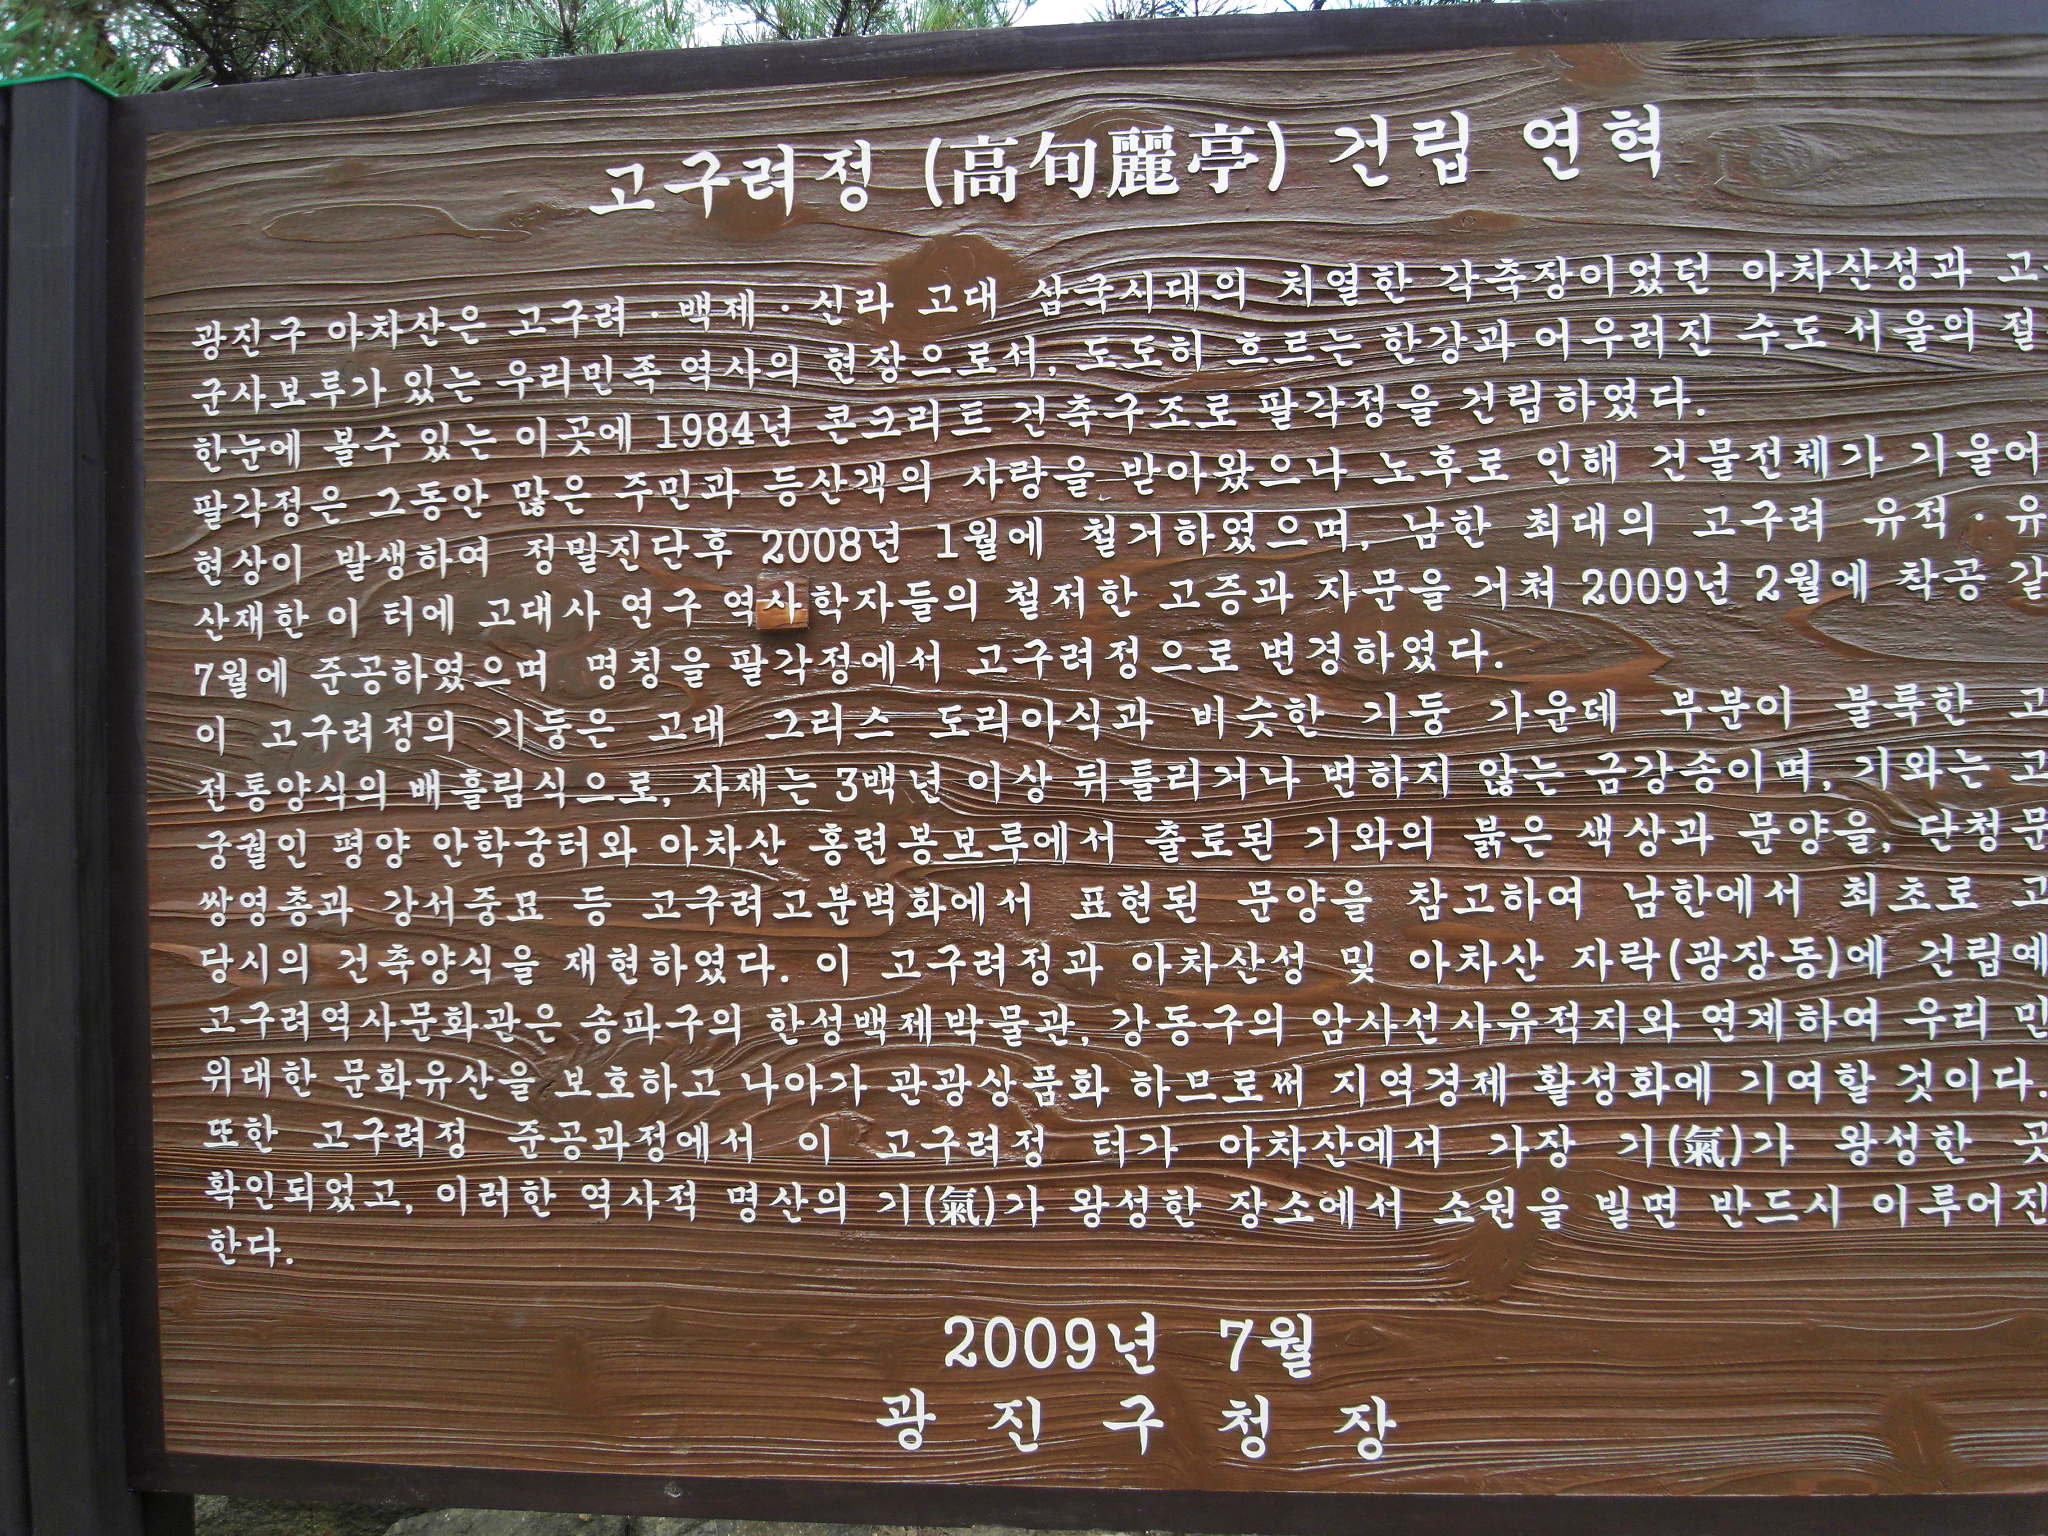 고구려정 (高句麗亭) 건립 연혁
광진구 아차산은 고구려 · 백제 · 신라 고대 삼국시대의 치열한 각축장이었던 아차산성과
군사보루가 있는 우리민족 역사의 현장으로서, 도도히 흐르는 한강과 어우러진 수도 서울의
한눈에 볼수 있는 이곳에 1984년 콘크리트 건축구조로 팔각정을 건립하였다.
팔각정은 그동안 많은 주민과 등산객의 사랑을 받아왔으나 노후로 인해 건물전체가 기울어
현상이 발생하여 정밀진단후 2008년 1월에 철거하였으며, 남한 최대의 고구려 유적 · 유
산재한 이 터에 고대사 연구 역사학자들의 철저한 고증과 자문을 거쳐 2009년 2월에 착공
7월에 준공하였으며 명칭을 팔각정에서 고구려정으로 변경하였다.
이 고구려정의 기둥은 고대 그리스 도리아식과 비슷한 기둥 가운데 부분이 불룩한 고
전통양식의 배흘림식으로, 자재는 3백년 이상 뒤틀리거나 변하지 않는 금강송이며, 기와는 고
궁궐인 평양 안학궁터와 아차산 홍련봉보루에서 출토된 기와의 붉은 색상과 문양을, 단청문
쌍영총과 강서중묘 등 고구려고분벽화에서 표현된 문양을 참고하여 남한에서 최초로 고
당시의 건축양식을 재현하였다. 이 고구려정과 아차산성 및 아차산 자락(광장동)에 건립예
고구려역사문화관은 송파구의 한성백제박물관, 강동구의 암사선사유적지와 연계하여 우리 민
위대한 문화유산을 보호하고 나아가 관광상품화 하므로써 지역경제 활성화에 기여할 것이다.
또한 고구려정 준공과정에서 이 고구려정 터가 아차산에서 가장 기(氣)가 왕성한 곳
확인되었고, 이러한 역사적 명산의 기(氣)가 왕성한 장소에서 소원을 빌면 반드시 이루어진
한다.
2009년 7월
광 진 구 청 장